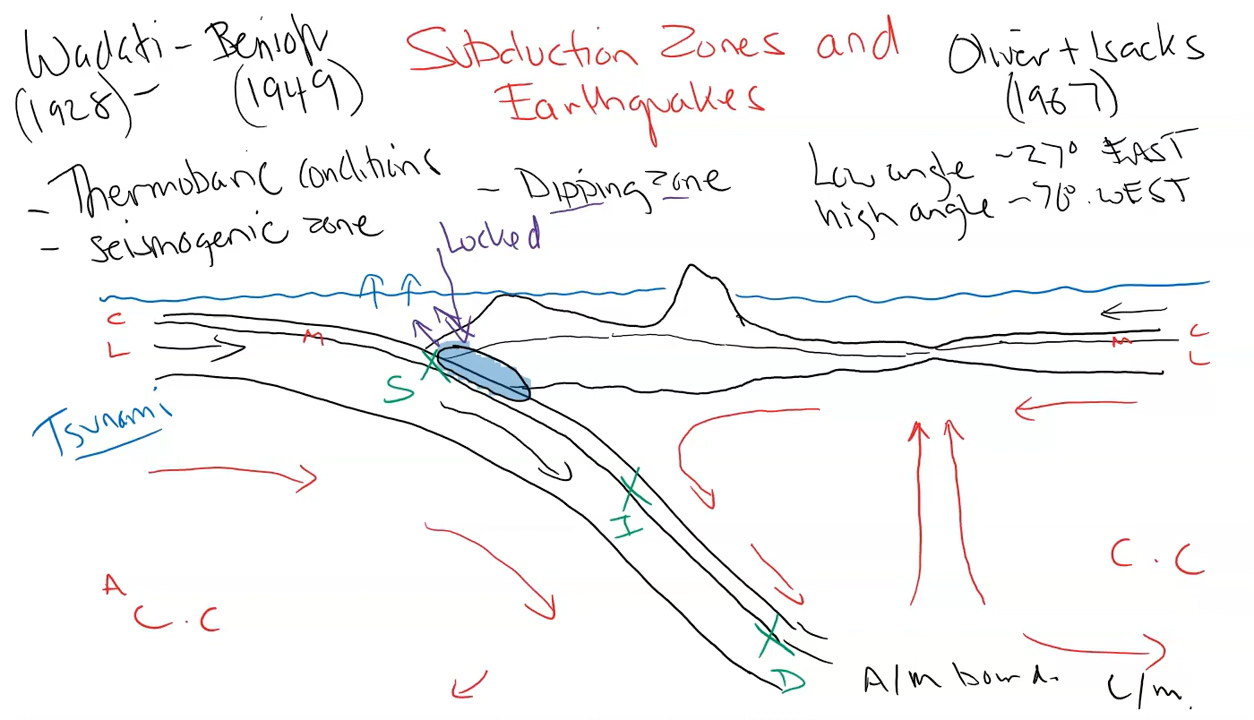 Wadati - Benioff
(1928) - (1949)
Subduction Zones and
Earthquakes
Oliver + Isacks
(1967)
- Thermobaric conditions
- seismogenic zone
- Dipping zone
Low angle ~27° EAST
high angle ~70° WEST
Locked
C
L
M
S
Tsunami
I
D
A
C.C
M
C
L
C.C
A/m bound.
L/m.